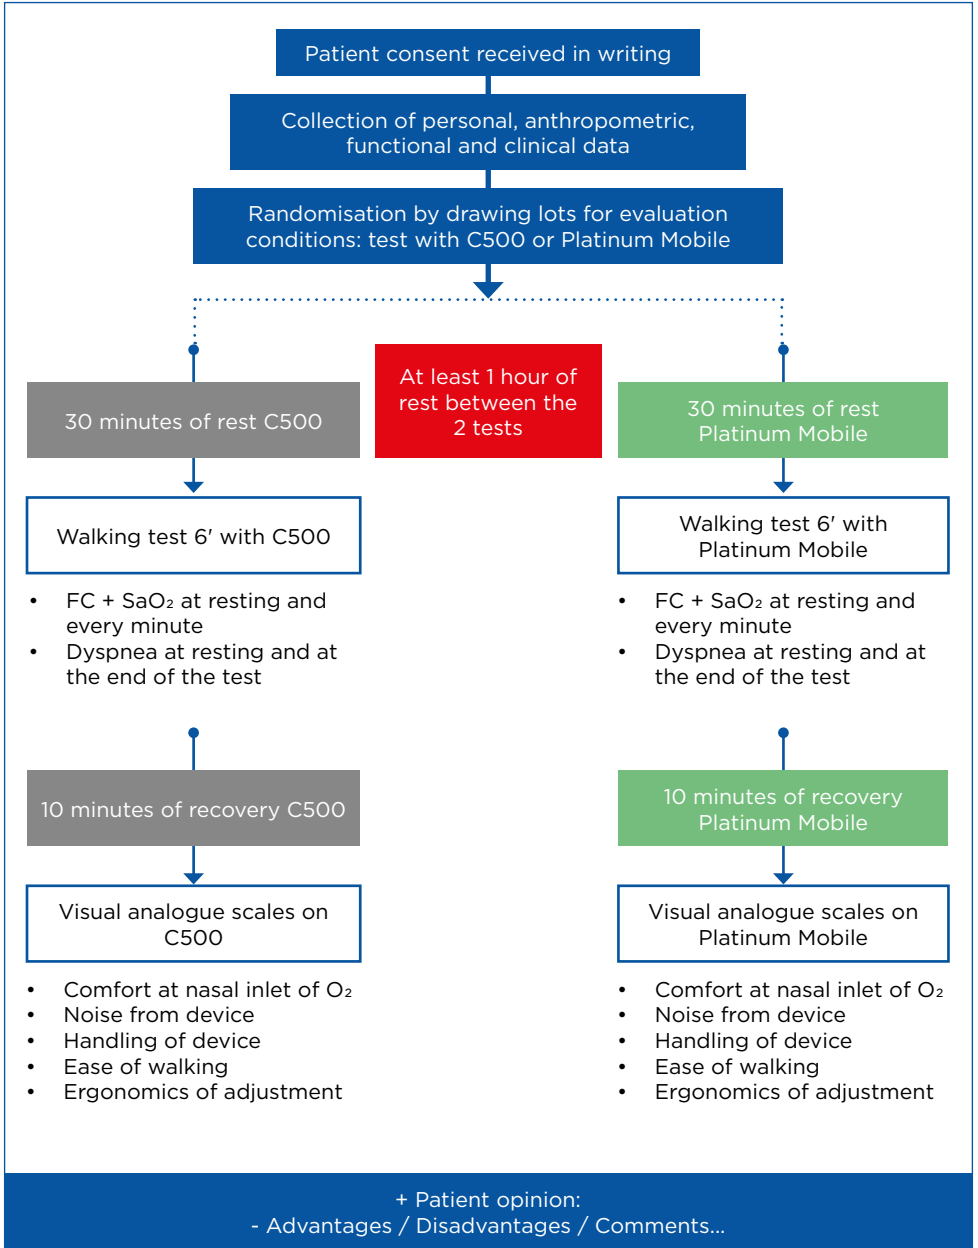 Patient consent received in writing
Collection of personal, anthropometric,
functional and clinical data
Randomisation by drawing lots for evaluation
conditions: test with C500 or Platinum Mobile
30 minutes of rest C500
At least 1 hour of
rest between the
2 tests
30 minutes of rest
Platinum Mobile
Walking test 6' with C500
• FC + SaO₂ at resting and
every minute
• Dyspnea at resting and at
the end of the test
Walking test 6' with
Platinum Mobile
• FC + SaO₂ at resting and
every minute
• Dyspnea at resting and at
the end of the test
10 minutes of recovery C500
10 minutes of recovery
Platinum Mobile
Visual analogue scales on
C500
• Comfort at nasal inlet of O₂
• Noise from device
• Handling of device
• Ease of walking
• Ergonomics of adjustment
Visual analogue scales on
Platinum Mobile
• Comfort at nasal inlet of O₂
• Noise from device
• Handling of device
• Ease of walking
• Ergonomics of adjustment
+ Patient opinion:
- Advantages / Disadvantages / Comments...